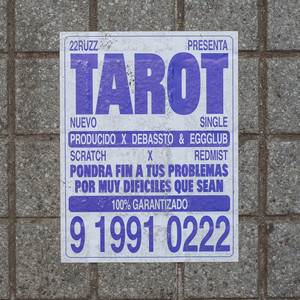 22RUZZ PRESENTA
TAROT
NUEVO SINGLE
PRODUCIDO X DEBASSTO & EGGGLUB
SCRATCH X REDMIST
PONDRA FIN A TUS PROBLEMAS
POR MUY DIFICILES QUE SEAN
100% GARANTIZADO
9 1991 0222